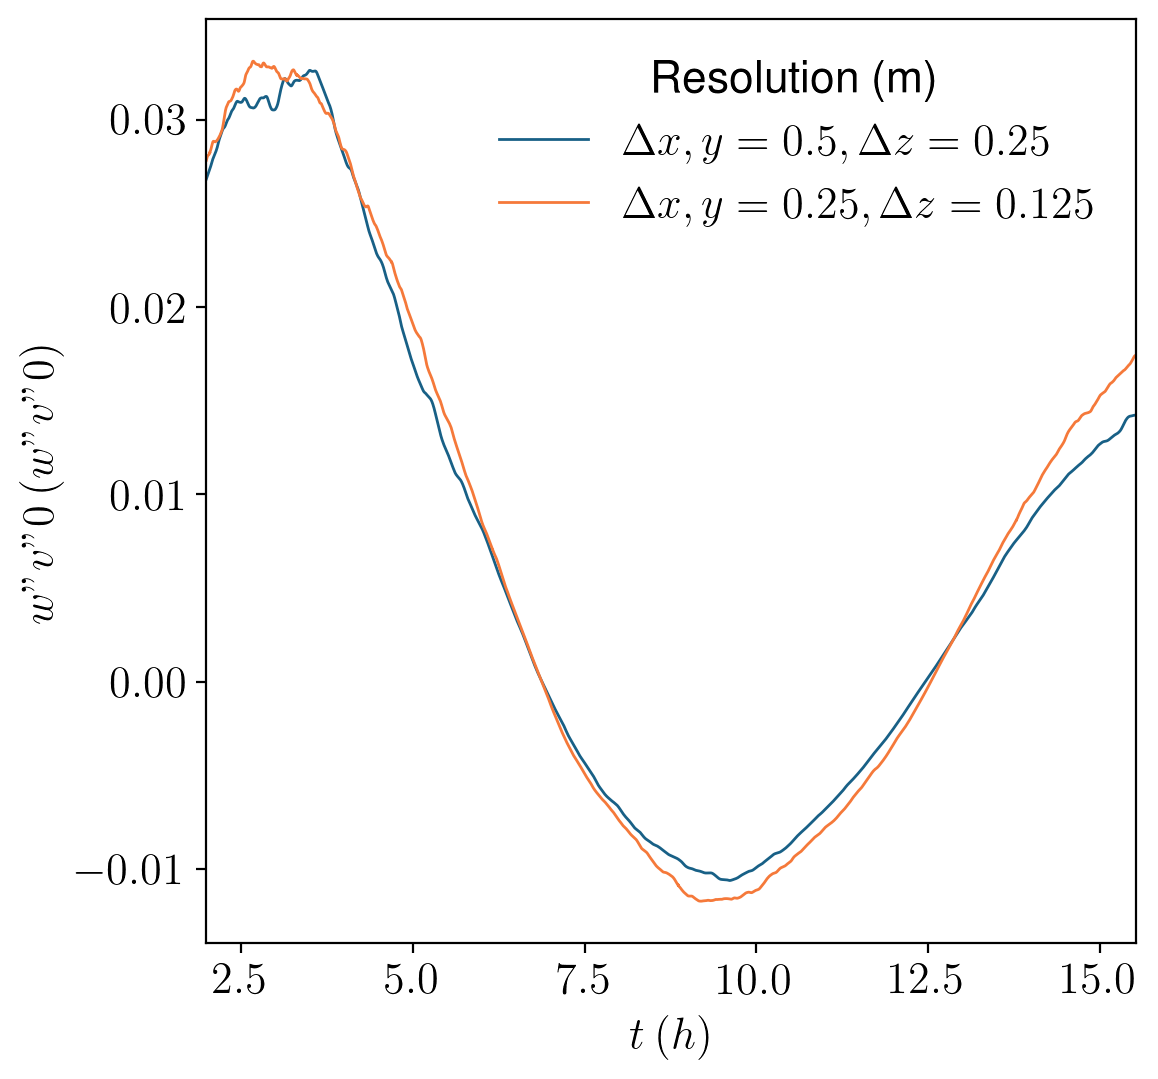 Resolution (m)
Δx, y = 0.5, Δz = 0.25
Δx, y = 0.25, Δz = 0.125
0.03
0.02
0.01
0.00
−0.01
w”v”0 (w”v”0)
2.5 5.0 7.5 10.0 12.5 15.0
t (h)